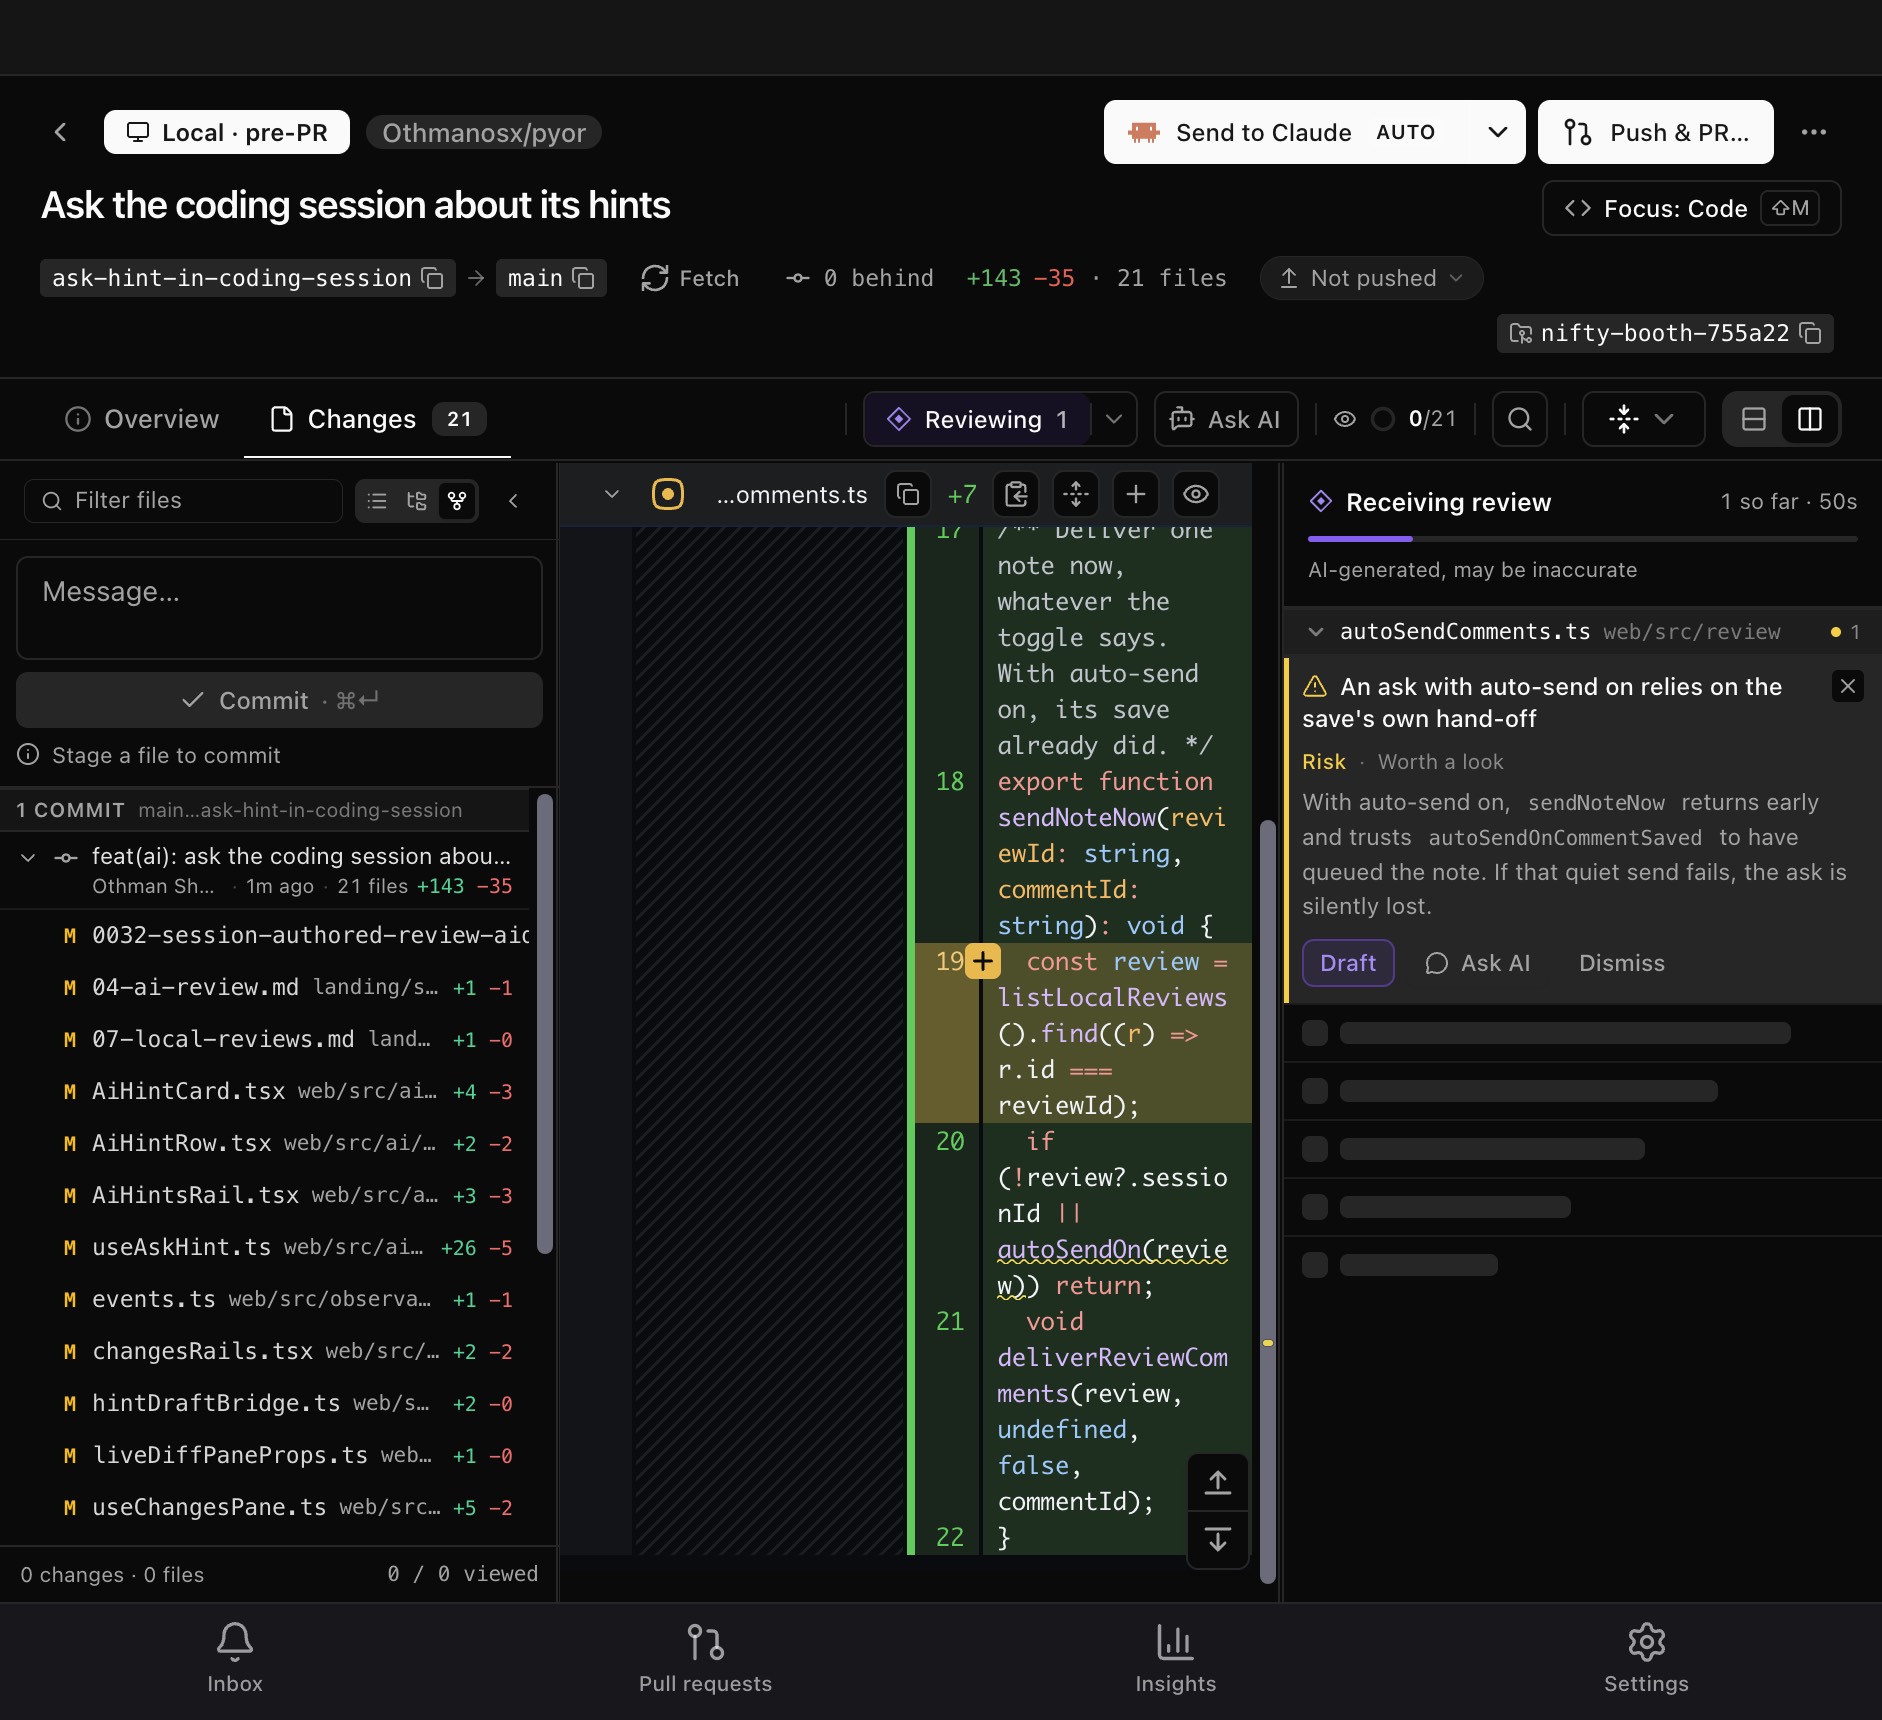 Local · pre-PR
Othmanosx/pyor
Send to Claude AUTO
Push & PR...
Ask the coding session about its hints
Focus: Code ⇧M
ask-hint-in-coding-session → main
Fetch
0 behind
+143 −35 · 21 files
Not pushed
nifty-booth-755a22
Overview
Changes 21
Reviewing 1
Ask AI
0/21
Filter files
Message...
Commit · ⌘↵
Stage a file to commit
1 COMMIT main...ask-hint-in-coding-session
feat(ai): ask the coding session abou...
Othman Sh... · 1m ago · 21 files +143 −35
M 0032-session-authored-review-aid
M 04-ai-review.md landing/s... +1 −1
M 07-local-reviews.md land... +1 −0
M AiHintCard.tsx web/src/ai... +4 −3
M AiHintRow.tsx web/src/ai/... +2 −2
M AiHintsRail.tsx web/src/a... +3 −3
M useAskHint.ts web/src/ai... +26 −5
M events.ts web/src/observa... +1 −1
M changesRails.tsx web/src/... +2 −2
M hintDraftBridge.ts web/s... +2 −0
M liveDiffPaneProps.ts web... +1 −0
M useChangesPane.ts web/src... +5 −2
0 changes · 0 files
0 / 0 viewed
...omments.ts +7
17 /** Deliver one
note now,
whatever the
toggle says.
With auto-send
on, its save
already did. */
18 export function
sendNoteNow(revi
ewId: string,
commentId:
string): void {
19 const review =
listLocalReviews
().find((r) =>
r.id ===
reviewId);
20 if
(!review?.sessio
nId ||
autoSendOn(revie
w)) return;
21 void
deliverReviewCom
ments(review,
undefined,
false,
commentId);
22 }
Receiving review
1 so far · 50s
AI-generated, may be inaccurate
autoSendComments.ts web/src/review 1
An ask with auto-send on relies on the
save's own hand-off
Risk · Worth a look
With auto-send on, sendNoteNow returns early
and trusts autoSendOnCommentSaved to have
queued the note. If that quiet send fails, the ask is
silently lost.
Draft
Ask AI
Dismiss
Inbox
Pull requests
Insights
Settings